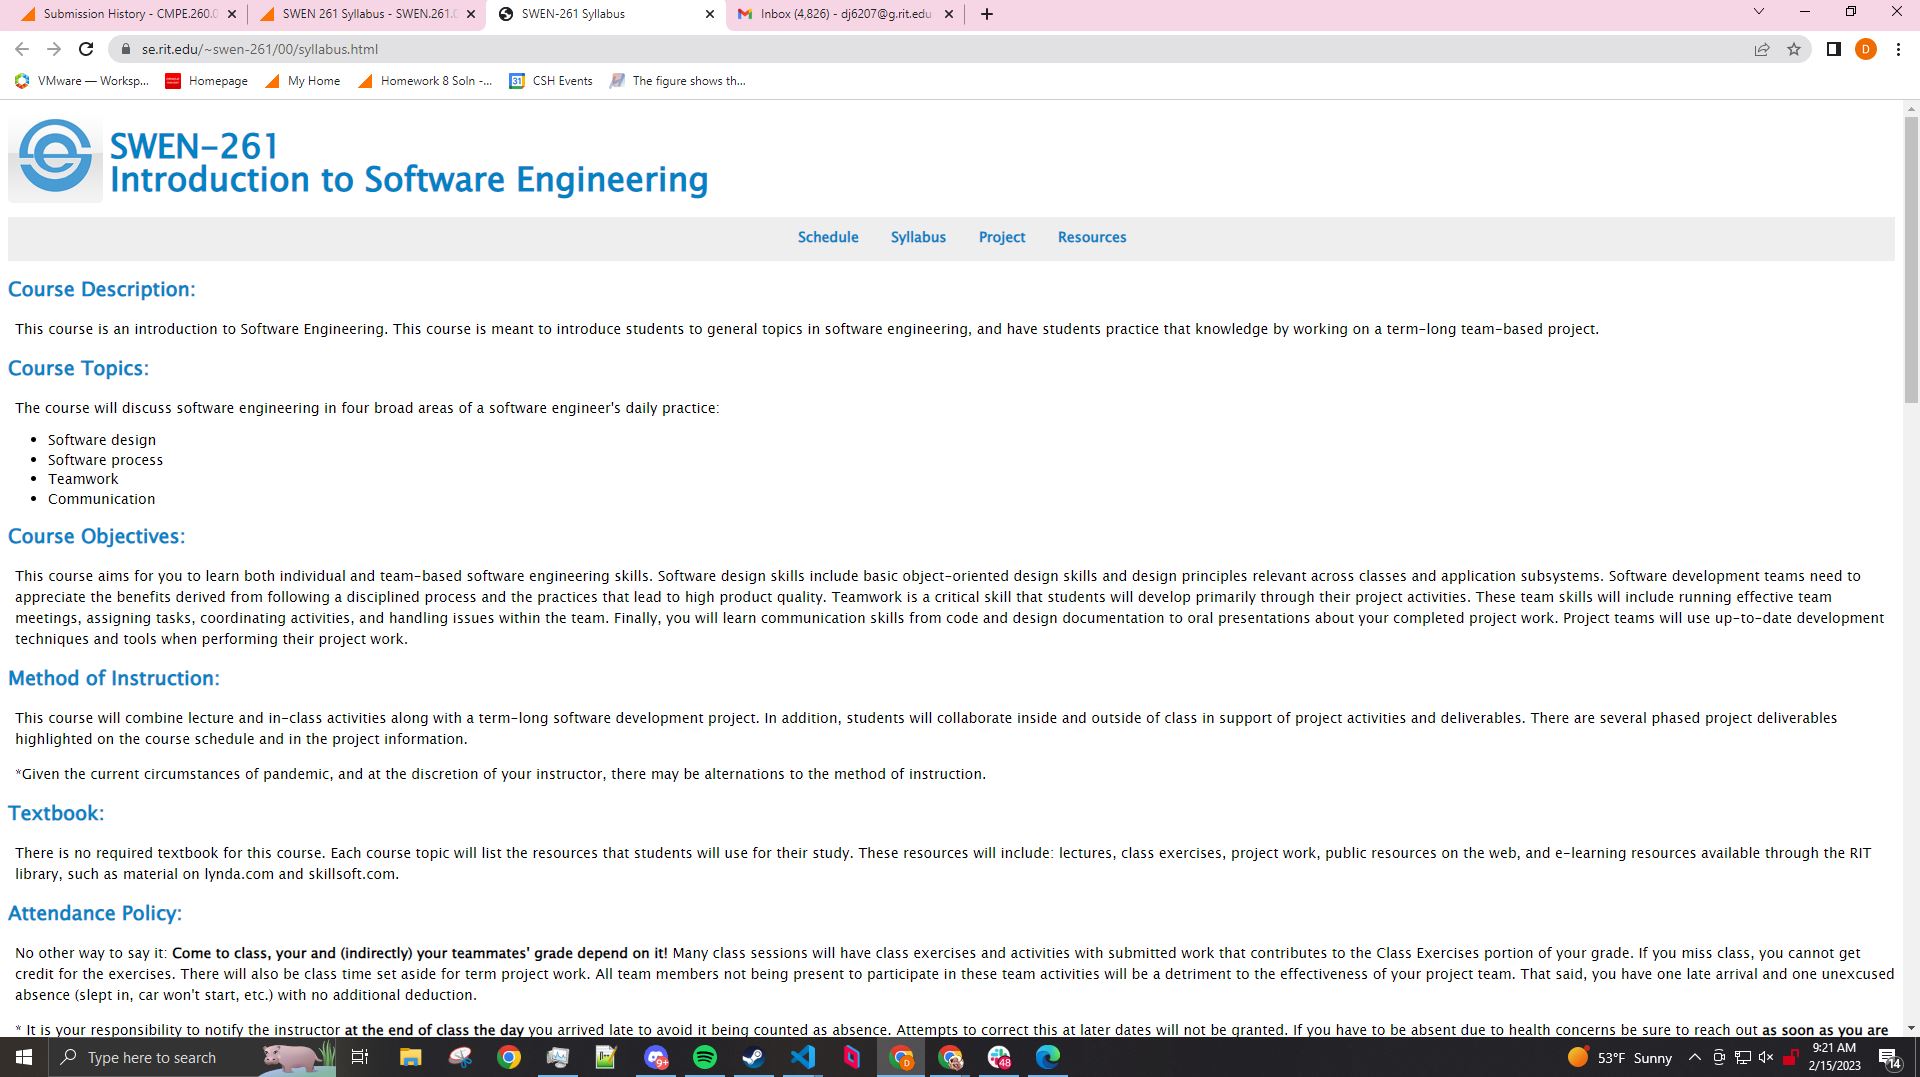 Submission History - CMPE.260.0
SWEN 261 Syllabus - SWEN.261.0
SWEN-261 Syllabus
Inbox (4,826) - dj6207@g.rit.edu
se.rit.edu/~swen-261/00/syllabus.html
D
VMware — Worksp...
Homepage
My Home
Homework 8 Soln -...
31
CSH Events
The figure shows th...
SWEN-261
Introduction to Software Engineering
Schedule
Syllabus
Project
Resources
Course Description:
This course is an introduction to Software Engineering. This course is meant to introduce students to general topics in software engineering, and have students practice that knowledge by working on a term-long team-based project.
Course Topics:
The course will discuss software engineering in four broad areas of a software engineer's daily practice:
• Software design
• Software process
• Teamwork
• Communication
Course Objectives:
This course aims for you to learn both individual and team-based software engineering skills. Software design skills include basic object-oriented design skills and design principles relevant across classes and application subsystems. Software development teams need to
appreciate the benefits derived from following a disciplined process and the practices that lead to high product quality. Teamwork is a critical skill that students will develop primarily through their project activities. These team skills will include running effective team
meetings, assigning tasks, coordinating activities, and handling issues within the team. Finally, you will learn communication skills from code and design documentation to oral presentations about your completed project work. Project teams will use up-to-date development
techniques and tools when performing their project work.
Method of Instruction:
This course will combine lecture and in-class activities along with a term-long software development project. In addition, students will collaborate inside and outside of class in support of project activities and deliverables. There are several phased project deliverables
highlighted on the course schedule and in the project information.
*Given the current circumstances of pandemic, and at the discretion of your instructor, there may be alternations to the method of instruction.
Textbook:
There is no required textbook for this course. Each course topic will list the resources that students will use for their study. These resources will include: lectures, class exercises, project work, public resources on the web, and e-learning resources available through the RIT
library, such as material on lynda.com and skillsoft.com.
Attendance Policy:
No other way to say it: Come to class, your and (indirectly) your teammates' grade depend on it! Many class sessions will have class exercises and activities with submitted work that contributes to the Class Exercises portion of your grade. If you miss class, you cannot get
credit for the exercises. There will also be class time set aside for term project work. All team members not being present to participate in these team activities will be a detriment to the effectiveness of your project team. That said, you have one late arrival and one unexcused
absence (slept in, car won't start, etc.) with no additional deduction.
* It is your responsibility to notify the instructor at the end of class the day you arrived late to avoid it being counted as absence. Attempts to correct this at later dates will not be granted. If you have to be absent due to health concerns be sure to reach out as soon as you are
Type here to search
9+
D
48
53°F Sunny
9:21 AM
2/15/2023
14